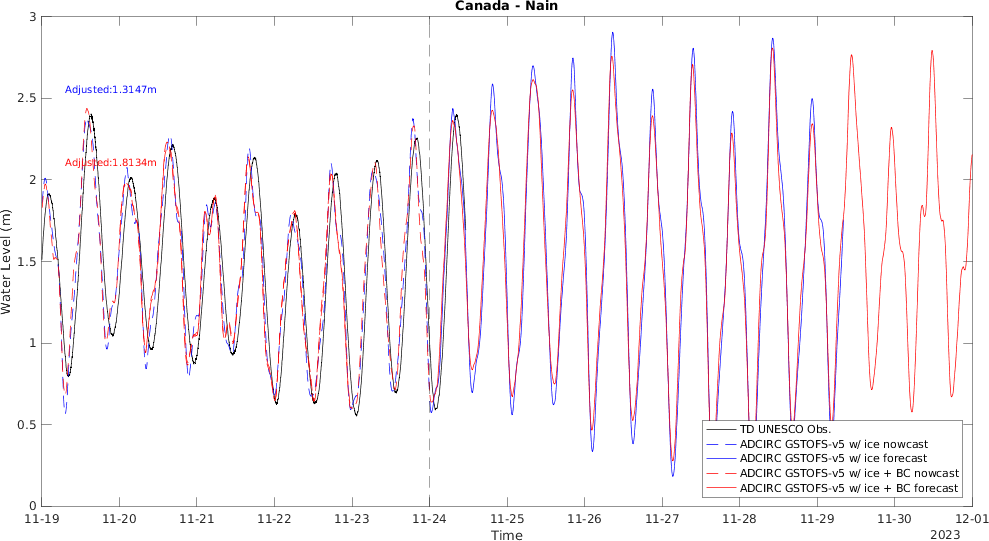 Canada - Nain
3
2.5
2
1.5
1
0.5
0
Water Level (m)
Adjusted:1.3147m
Adjusted:1.8134m
TD UNESCO Obs.
ADCIRC GSTOFS-v5 w/ ice nowcast
ADCIRC GSTOFS-v5 w/ ice forecast
ADCIRC GSTOFS-v5 w/ ice + BC nowcast
ADCIRC GSTOFS-v5 w/ ice + BC forecast
11-19 11-20 11-21 11-22 11-23 11-24 11-25 11-26 11-27 11-28 11-29 11-30 12-01
Time
2023